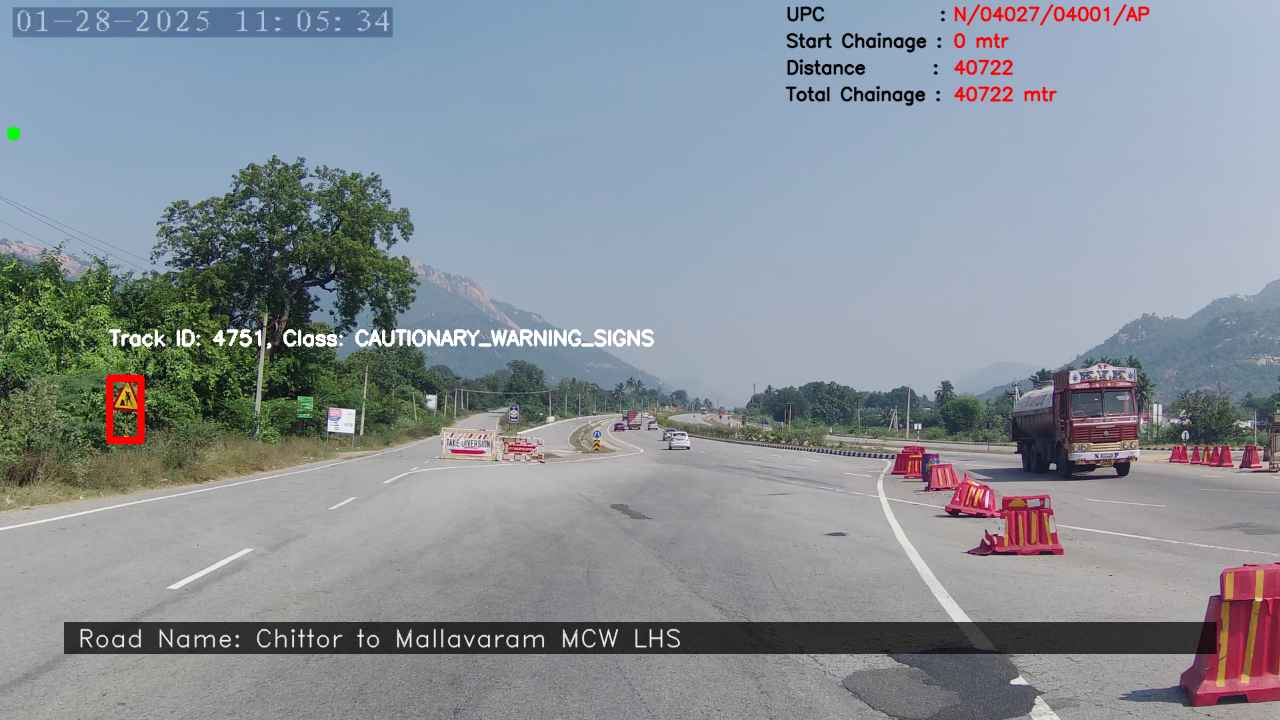 01-28-2025 11:05:34
UPC : N/04027/04001/AP
Start Chainage : 0 mtr
Distance : 40722
Total Chainage : 40722 mtr
Track ID: 4751, Class: CAUTIONARY_WARNING_SIGNS
TAKE DIVERSION
Road Name: Chittor to Mallavaram MCW LHS